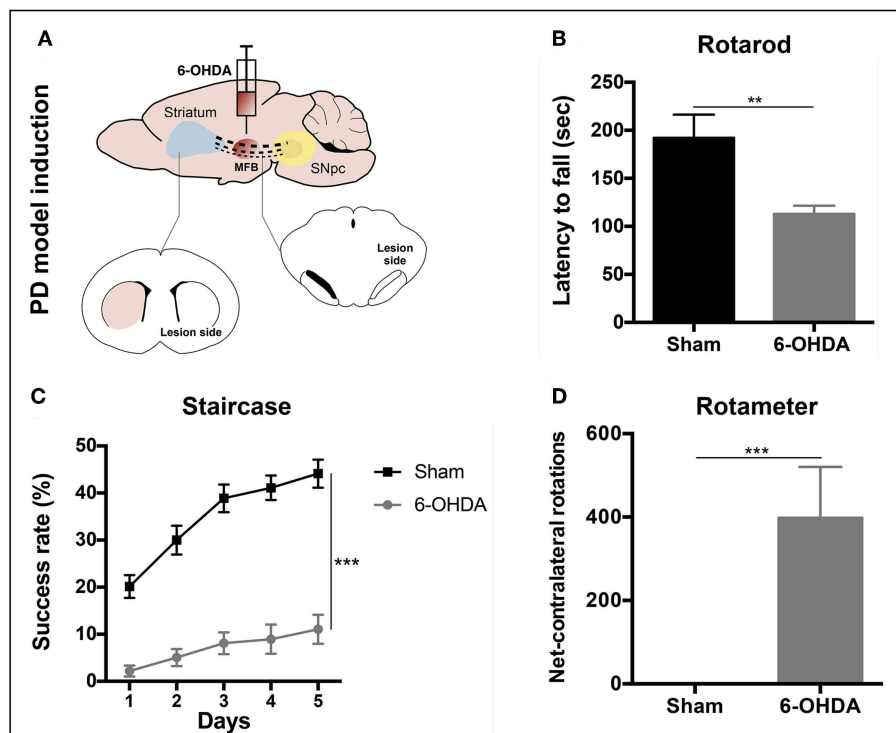 A
PD model induction
6-OHDA
Striatum
MFB
SNpc
Lesion
side
Lesion side
B
Rotarod
Latency to fall (sec)
250
200
150
100
50
0
**
Sham
6-OHDA
C
Staircase
Success rate (%)
50
40
30
20
10
0
1
2
3
4
5
Days
Sham
6-OHDA
***
D
Rotameter
Net-contralateral rotations
600
400
200
0
***
Sham
6-OHDA